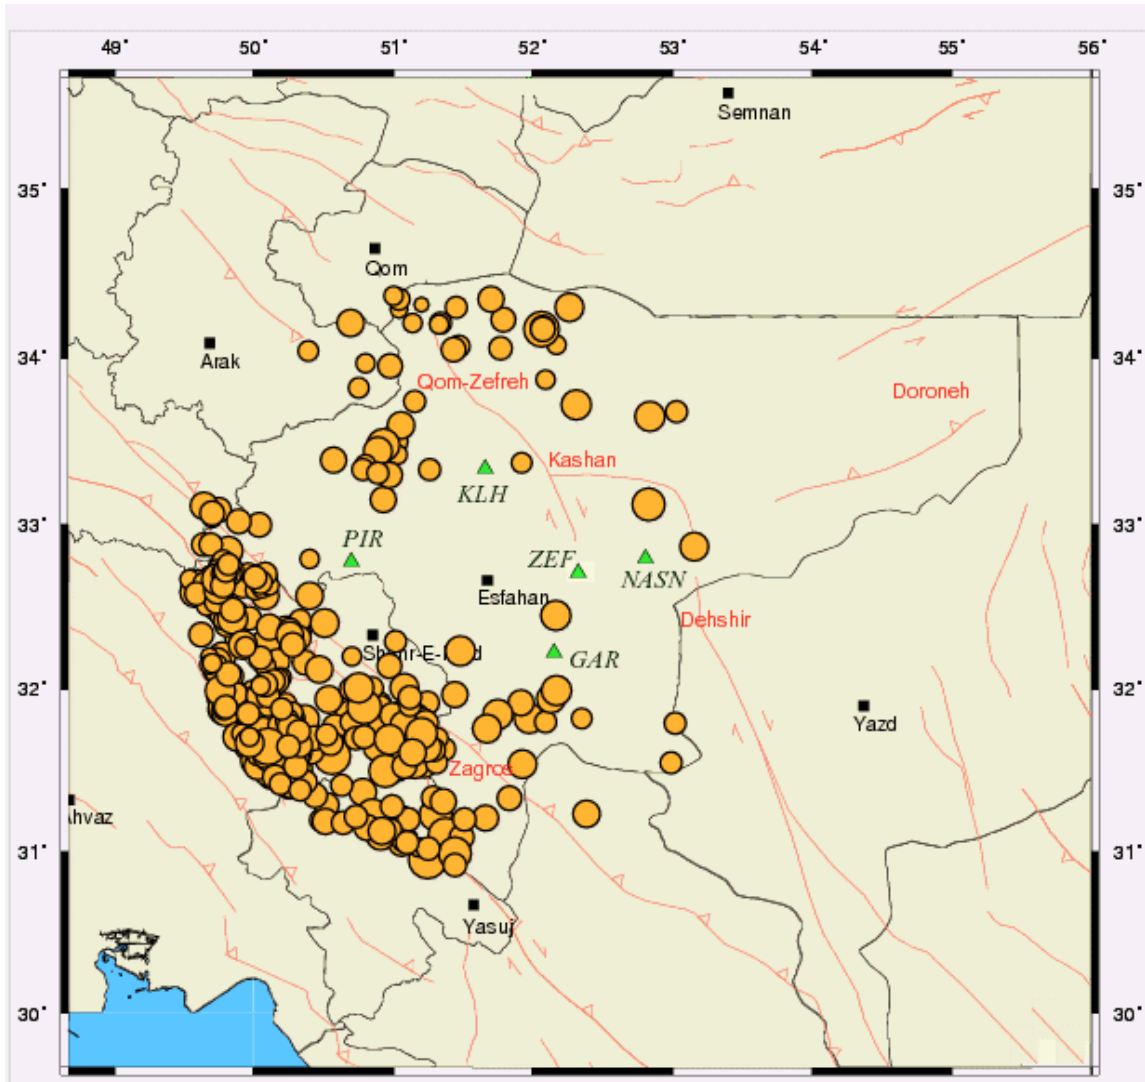 49° 50° 51° 52° 53° 54° 55° 56°
Semnan
35° 35°
Qom
Arak
34° 34°
Qom-Zefreh
Doroneh
Kashan
KLH
33° 33°
PIR
ZEF
NASN
Esfahan
Dehshir
GAR
32° 32°
Yazd
Zagros
Ahvaz
31° 31°
Yasuj
30° 30°